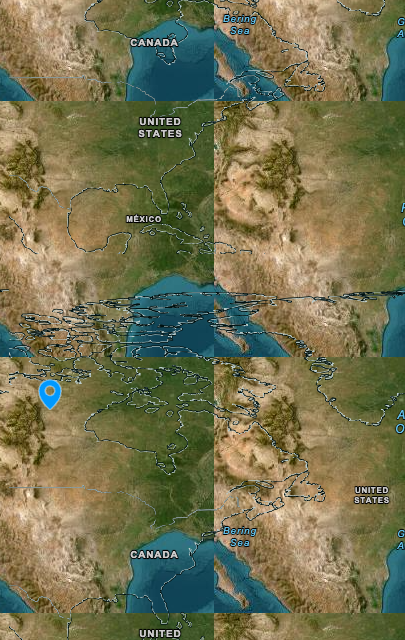 Bering
Sea
CANADA
G
A
UNITED
STATES
MÉXICO
A
O
UNITED
STATES
Bering
Sea
CANADA
G
A
UNITED